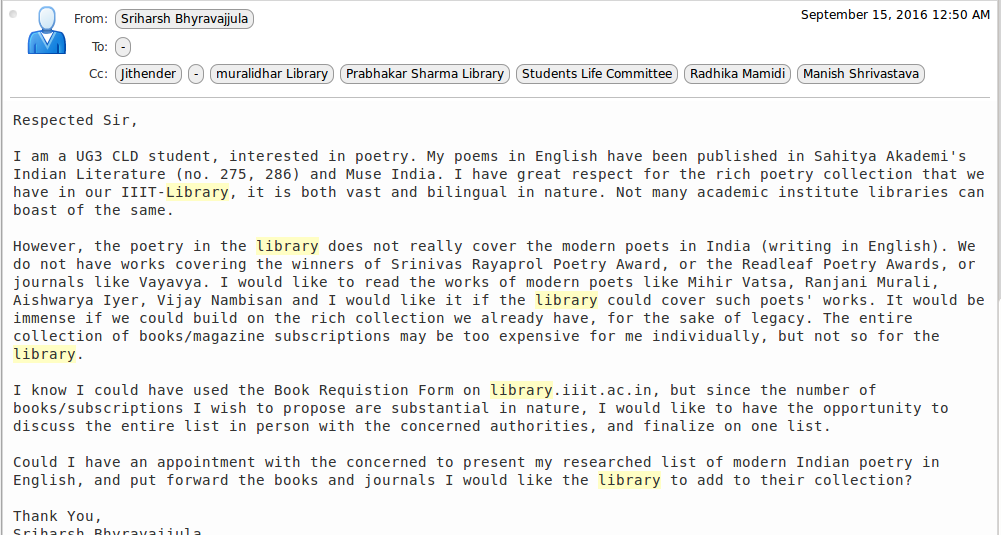 From: Sriharsh Bhyravajjula
September 15, 2016 12:50 AM
To: -
Cc: Jithender - muralidhar Library Prabhakar Sharma Library Students Life Committee Radhika Mamidi Manish Shrivastava
Respected Sir,
I am a UG3 CLD student, interested in poetry. My poems in English have been published in Sahitya Akademi's
Indian Literature (no. 275, 286) and Muse India. I have great respect for the rich poetry collection that we
have in our IIIT-Library, it is both vast and bilingual in nature. Not many academic institute libraries can
boast of the same.
However, the poetry in the library does not really cover the modern poets in India (writing in English). We
do not have works covering the winners of Srinivas Rayaprol Poetry Award, or the Readleaf Poetry Awards, or
journals like Vayavya. I would like to read the works of modern poets like Mihir Vatsa, Ranjani Murali,
Aishwarya Iyer, Vijay Nambisan and I would like it if the library could cover such poets' works. It would be
immense if we could build on the rich collection we already have, for the sake of legacy. The entire
collection of books/magazine subscriptions may be too expensive for me individually, but not so for the
library.
I know I could have used the Book Requistion Form on library.iiit.ac.in, but since the number of
books/subscriptions I wish to propose are substantial in nature, I would like to have the opportunity to
discuss the entire list in person with the concerned authorities, and finalize on one list.
Could I have an appointment with the concerned to present my researched list of modern Indian poetry in
English, and put forward the books and journals I would like the library to add to their collection?
Thank You,
Sriharsh Bhyravajjula